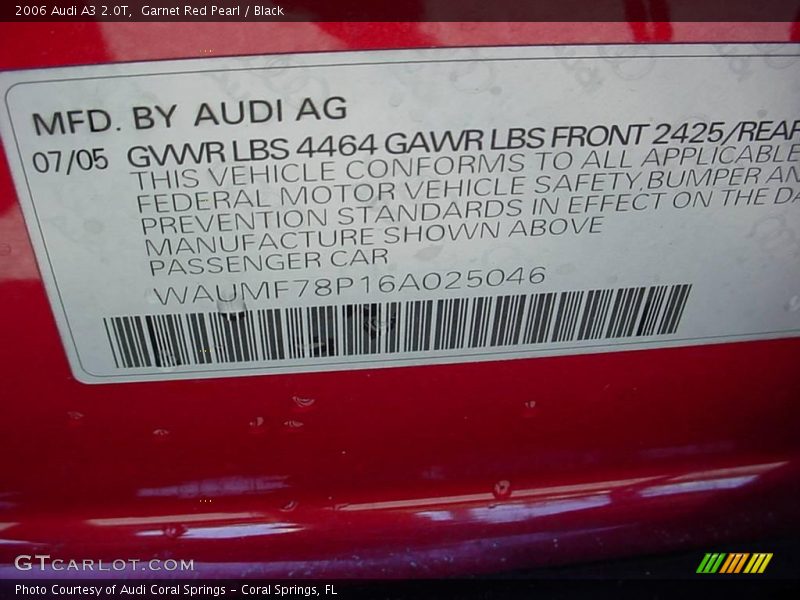 2006 Audi A3 2.0T,  Garnet Red Pearl / Black
MFD. BY AUDI AG
07/05 GVWR LBS 4464 GAWR LBS FRONT 2425/REAR
THIS VEHICLE CONFORMS TO ALL APPLICABLE
FEDERAL MOTOR VEHICLE SAFETY,BUMPER AN
PREVENTION STANDARDS IN EFFECT ON THE DA
MANUFACTURE SHOWN ABOVE
PASSENGER CAR
WAUMF78P16A025046
GTCARLOT.COM
Photo Courtesy of Audi Coral Springs - Coral Springs, FL